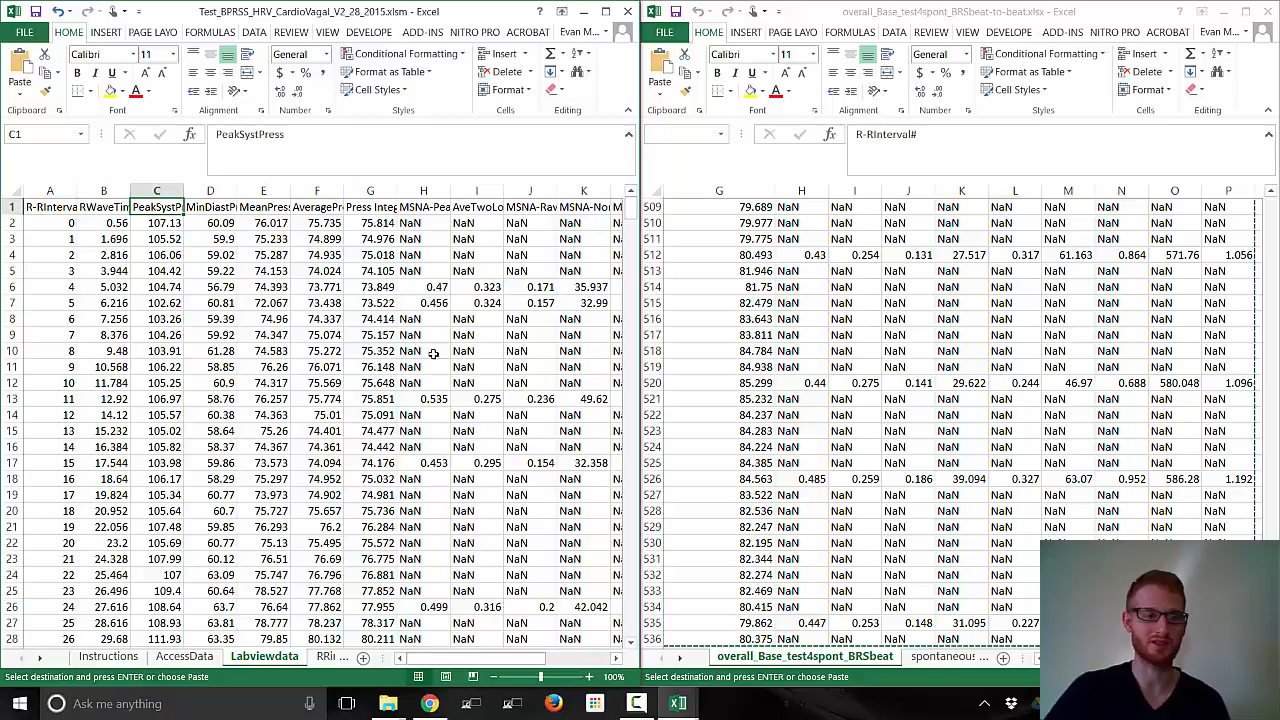 Test_BPRSS_HRV_CardioVagal_V2_28_2015.xlsm - Excel
overall_Base_test4spont_BRSbeat-to-beat.xlsx - Excel
FILE HOME INSERT PAGE LAYO FORMULAS DATA REVIEW VIEW DEVELOPE ADD-INS NITRO PRO ACROBAT Evan M...
FILE HOME INSERT PAGE LAYO FORMULAS DATA REVIEW VIEW DEVELOPE ADD-INS NITRO PRO ACROBAT Evan M...
Calibri 11 General Conditional Formatting Insert
Calibri 11 General Conditional Formatting Insert
Paste B I U $ % Format as Table Delete
Paste B I U $ % Format as Table Delete
Cell Styles Format
Cell Styles Format
Clipboard Font Alignment Number Styles Cells Editing
Clipboard Font Alignment Number Styles Cells Editing
C1 fx PeakSystPress
fx R-RInterval#
A B C D E F G H I J K
1 R-RInterva RWaveTim PeakSystP MinDiastP MeanPress AveragePre Press Integ MSNA-Pea AveTwoLo MSNA-Rav MSNA-No M
2 0 0.56 107.13 60.09 76.017 75.735 75.814 NaN NaN NaN NaN
3 1 1.696 105.52 59.9 75.233 74.899 74.976 NaN NaN NaN NaN
4 2 2.816 106.06 59.02 75.287 74.935 75.018 NaN NaN NaN NaN
5 3 3.944 104.42 59.22 74.153 74.024 74.105 NaN NaN NaN NaN
6 4 5.032 104.74 56.79 74.393 73.771 73.849 0.47 0.323 0.171 35.937
7 5 6.216 102.62 60.81 72.067 73.438 73.522 0.456 0.324 0.157 32.99
8 6 7.256 103.26 59.39 74.96 74.337 74.414 NaN NaN NaN NaN
9 7 8.376 104.26 59.92 74.347 75.074 75.157 NaN NaN NaN NaN
10 8 9.48 103.91 61.28 74.583 75.272 75.352 NaN NaN NaN NaN
11 9 10.568 106.22 58.85 76.26 76.071 76.148 NaN NaN NaN NaN
12 10 11.784 105.25 60.9 74.317 75.569 75.648 NaN NaN NaN NaN
13 11 12.92 106.97 58.76 76.257 75.774 75.851 0.535 0.275 0.236 49.62
14 12 14.12 105.57 60.38 74.363 75.01 75.091 NaN NaN NaN NaN
15 13 15.232 105.02 58.64 75.26 74.401 74.477 NaN NaN NaN NaN
16 14 16.384 105.82 58.37 74.367 74.361 74.442 NaN NaN NaN NaN
17 15 17.544 103.98 59.86 73.573 74.094 74.176 0.453 0.295 0.154 32.358
18 16 18.64 106.17 58.29 75.297 74.952 75.032 NaN NaN NaN NaN
19 17 19.824 105.34 60.77 73.973 74.902 74.981 NaN NaN NaN NaN
20 18 20.952 105.64 60.7 75.727 75.657 75.736 NaN NaN NaN NaN
21 19 22.056 107.48 59.85 76.293 76.2 76.284 NaN NaN NaN NaN
22 20 23.2 105.69 60.77 75.13 75.495 75.572 NaN NaN NaN NaN
23 21 24.328 107.99 60.12 76.51 76.69 76.775 NaN NaN NaN NaN
24 22 25.464 107 63.09 75.747 76.796 76.881 NaN NaN NaN NaN
25 23 26.496 109.4 60.64 78.527 77.768 77.852 NaN NaN NaN NaN
26 24 27.616 108.64 63.7 76.64 77.862 77.955 0.499 0.316 0.2 42.042
27 25 28.616 108.93 63.81 78.777 78.237 78.317 NaN NaN NaN NaN
28 26 29.68 111.93 63.35 79.85 80.132 80.211 NaN NaN NaN NaN
G H I J K L M N O P
509 79.689 NaN NaN NaN NaN NaN NaN NaN NaN NaN
510 79.977 NaN NaN NaN NaN NaN NaN NaN NaN NaN
511 79.775 NaN NaN NaN NaN NaN NaN NaN NaN NaN
512 80.493 0.43 0.254 0.131 27.517 0.317 61.163 0.864 571.76 1.056
513 81.946 NaN NaN NaN NaN NaN NaN NaN NaN NaN
514 81.75 NaN NaN NaN NaN NaN NaN NaN NaN NaN
515 82.479 NaN NaN NaN NaN NaN NaN NaN NaN NaN
516 83.643 NaN NaN NaN NaN NaN NaN NaN NaN NaN
517 83.811 NaN NaN NaN NaN NaN NaN NaN NaN NaN
518 84.784 NaN NaN NaN NaN NaN NaN NaN NaN NaN
519 84.938 NaN NaN NaN NaN NaN NaN NaN NaN NaN
520 85.299 0.44 0.275 0.141 29.622 0.244 46.97 0.688 580.048 1.096
521 85.232 NaN NaN NaN NaN NaN NaN NaN NaN NaN
522 84.237 NaN NaN NaN NaN NaN NaN NaN NaN NaN
523 84.283 NaN NaN NaN NaN NaN NaN NaN NaN NaN
524 84.224 NaN NaN NaN NaN NaN NaN NaN NaN NaN
525 84.385 NaN NaN NaN NaN NaN NaN NaN NaN NaN
526 84.563 0.485 0.259 0.186 39.094 0.327 63.07 0.952 586.28 1.192
527 83.522 NaN NaN NaN NaN NaN NaN NaN NaN NaN
528 82.536 NaN NaN NaN NaN NaN NaN NaN NaN NaN
529 82.247 NaN NaN NaN NaN NaN NaN NaN NaN NaN
530 82.195 NaN NaN NaN NaN NaN
531 82.344 NaN NaN NaN NaN NaN
532 82.274 NaN NaN NaN NaN NaN
533 82.469 NaN NaN NaN NaN NaN
534 80.415 NaN NaN NaN NaN NaN
535 79.862 0.447 0.253 0.148 31.095 0.227
536 80.375 NaN NaN NaN NaN NaN
Instructions AccessData Labviewdata RRir ...
overall_Base_test4spont_BRSbeat spontaneous ...
Select destination and press ENTER or choose Paste 100%
Select destination and press ENTER or choose Paste
Ask me anything